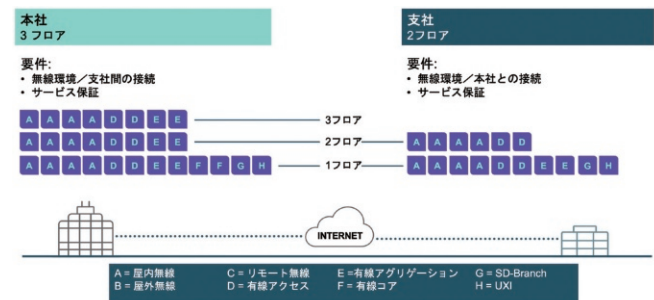 本社
3 フロア
支社
2フロア
要件:
• 無線環境／支社間の接続
• サービス保証
要件:
• 無線環境／本社との接続
• サービス保証
A A A A D D E E
3フロア
A A A A D D E E
2フロア
A A A A D D
A A A A D D E E F F G H
1フロア
A A A A D D E E G H
INTERNET
A = 屋内無線
C = リモート無線
E =有線アグリゲーション
G = SD-Branch
B = 屋外無線
D = 有線アクセス
F = 有線コア
H = UXI